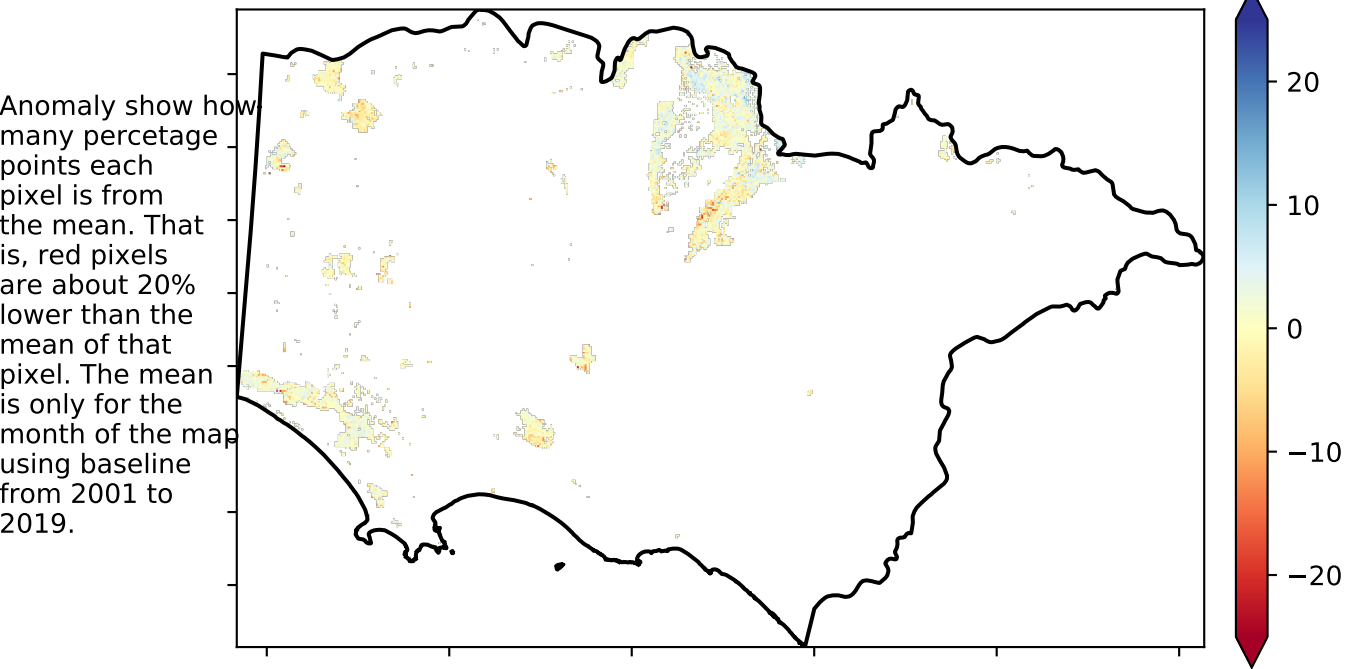 Anomaly show how
many percetage
points each
pixel is from
the mean. That
is, red pixels
are about 20%
lower than the
mean of that
pixel. The mean
is only for the
month of the map
using baseline
from 2001 to
2019.
20
10
0
−10
−20